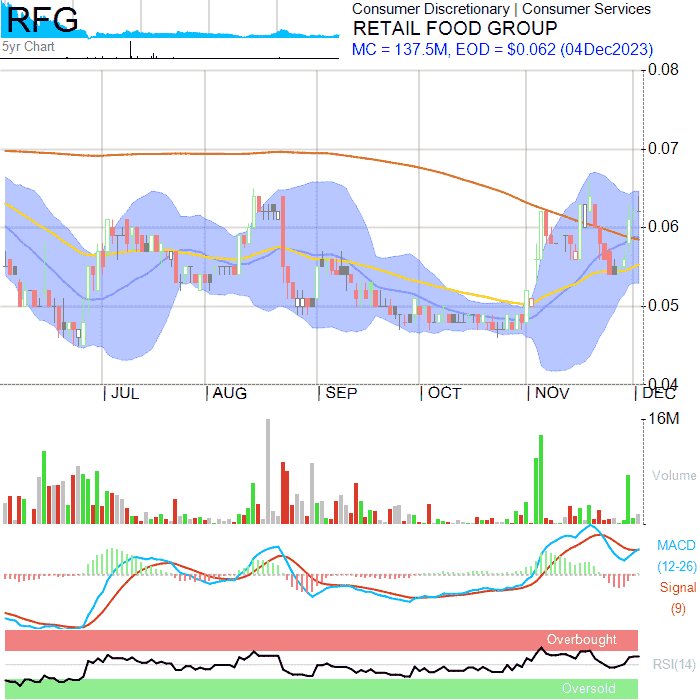 RFG
5yr Chart
Consumer Discretionary | Consumer Services
RETAIL FOOD GROUP
MC = 137.5M, EOD = $0.062 (04Dec2023)
0.08
0.07
0.06
0.05
0.04
JUL AUG SEP OCT NOV DEC
16M
Volume
MACD
(12-26)
Signal
(9)
Overbought
RSI(14)
Oversold